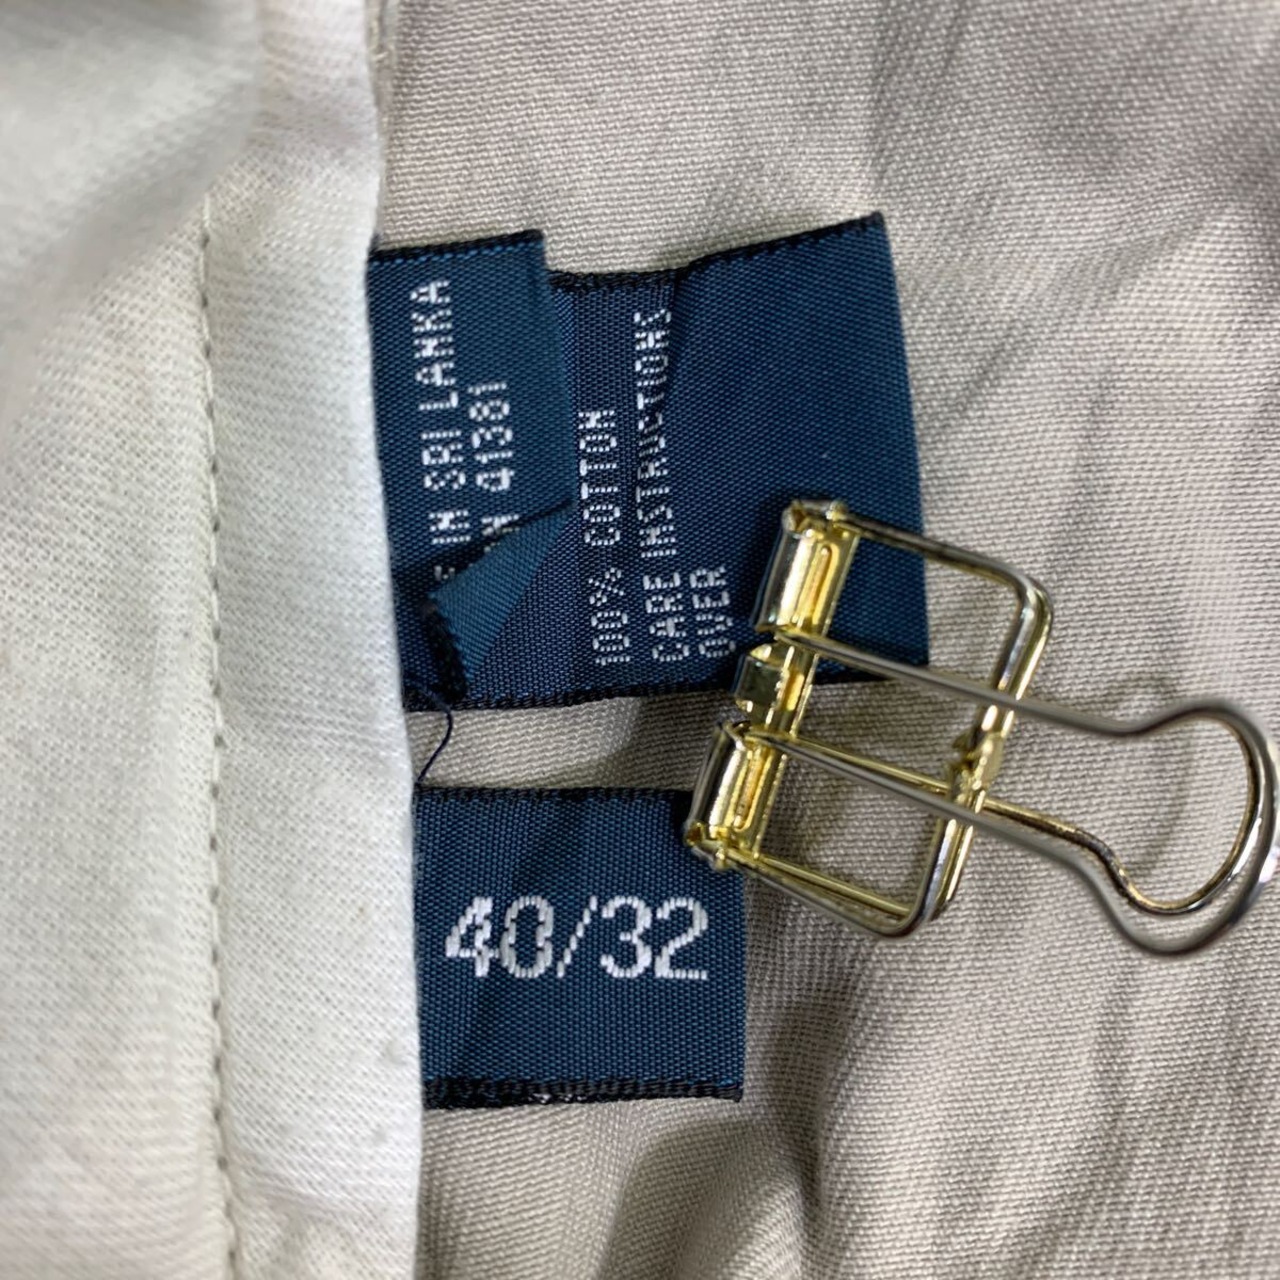 IN SRI LANKA
41381
100% COTTON
CARE INSTRUCTIONS
OVER
40/32